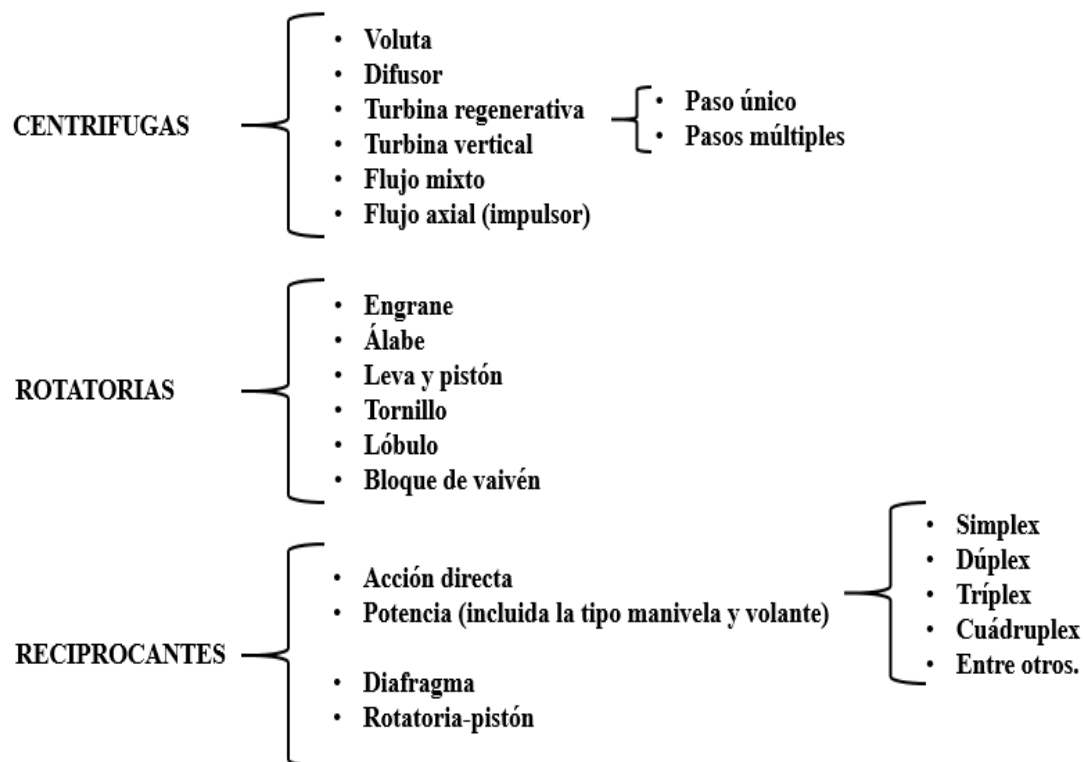 CENTRIFUGAS
• Voluta
• Difusor
• Turbina regenerativa
• Turbina vertical
• Flujo mixto
• Flujo axial (impulsor)
• Paso único
• Pasos múltiples
ROTATORIAS
• Engrane
• Álabe
• Leva y pistón
• Tornillo
• Lóbulo
• Bloque de vaivén
RECIPROCANTES
• Acción directa
• Potencia (incluida la tipo manivela y volante)
• Diafragma
• Rotatoria-pistón
• Simplex
• Dúplex
• Tríplex
• Cuádruplex
• Entre otros.